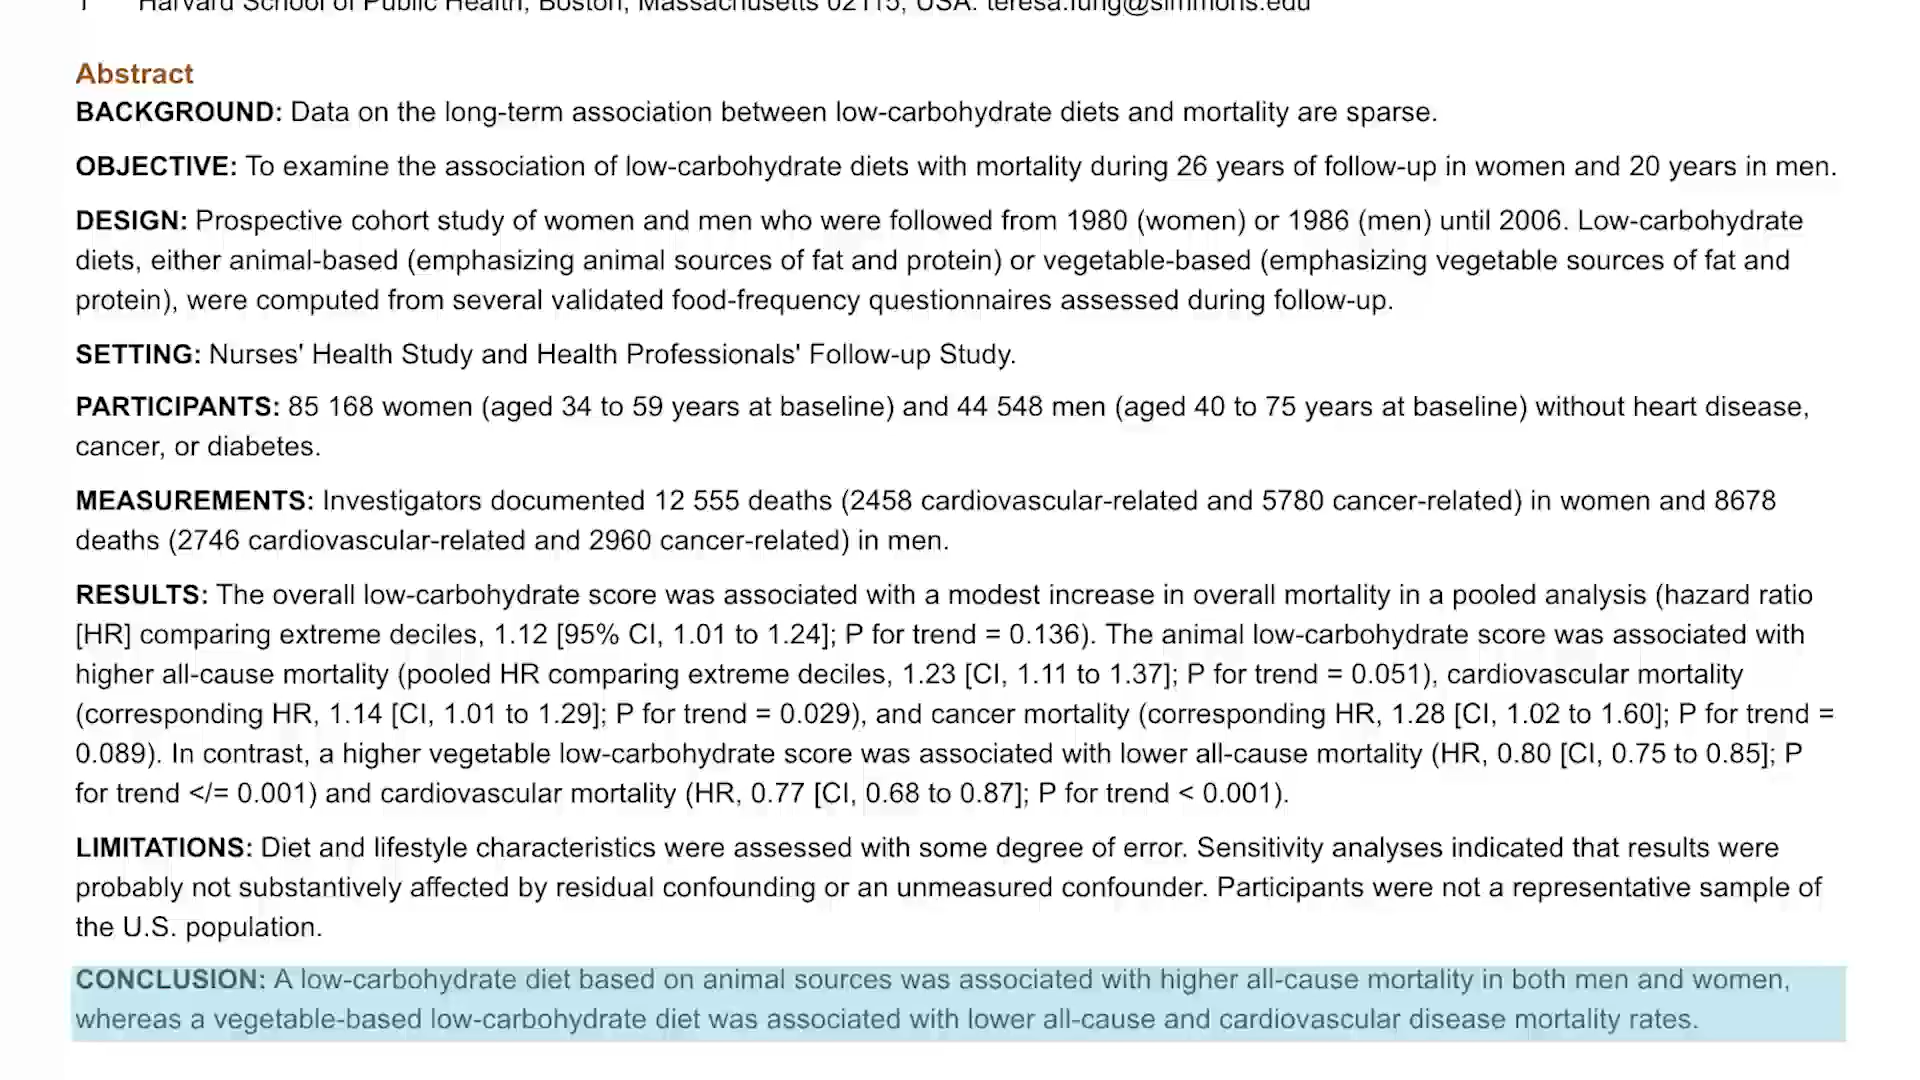 1 Harvard School of Public Health, Boston, Massachusetts 02115, USA. teresa.fung@simmons.edu
Abstract
BACKGROUND: Data on the long-term association between low-carbohydrate diets and mortality are sparse.
OBJECTIVE: To examine the association of low-carbohydrate diets with mortality during 26 years of follow-up in women and 20 years in men.
DESIGN: Prospective cohort study of women and men who were followed from 1980 (women) or 1986 (men) until 2006. Low-carbohydrate
diets, either animal-based (emphasizing animal sources of fat and protein) or vegetable-based (emphasizing vegetable sources of fat and
protein), were computed from several validated food-frequency questionnaires assessed during follow-up.
SETTING: Nurses' Health Study and Health Professionals' Follow-up Study.
PARTICIPANTS: 85 168 women (aged 34 to 59 years at baseline) and 44 548 men (aged 40 to 75 years at baseline) without heart disease,
cancer, or diabetes.
MEASUREMENTS: Investigators documented 12 555 deaths (2458 cardiovascular-related and 5780 cancer-related) in women and 8678
deaths (2746 cardiovascular-related and 2960 cancer-related) in men.
RESULTS: The overall low-carbohydrate score was associated with a modest increase in overall mortality in a pooled analysis (hazard ratio
[HR] comparing extreme deciles, 1.12 [95% CI, 1.01 to 1.24]; P for trend = 0.136). The animal low-carbohydrate score was associated with
higher all-cause mortality (pooled HR comparing extreme deciles, 1.23 [CI, 1.11 to 1.37]; P for trend = 0.051), cardiovascular mortality
(corresponding HR, 1.14 [CI, 1.01 to 1.29]; P for trend = 0.029), and cancer mortality (corresponding HR, 1.28 [CI, 1.02 to 1.60]; P for trend =
0.089). In contrast, a higher vegetable low-carbohydrate score was associated with lower all-cause mortality (HR, 0.80 [CI, 0.75 to 0.85]; P
for trend </= 0.001) and cardiovascular mortality (HR, 0.77 [CI, 0.68 to 0.87]; P for trend < 0.001).
LIMITATIONS: Diet and lifestyle characteristics were assessed with some degree of error. Sensitivity analyses indicated that results were
probably not substantively affected by residual confounding or an unmeasured confounder. Participants were not a representative sample of
the U.S. population.
CONCLUSION: A low-carbohydrate diet based on animal sources was associated with higher all-cause mortality in both men and women,
whereas a vegetable-based low-carbohydrate diet was associated with lower all-cause and cardiovascular disease mortality rates.